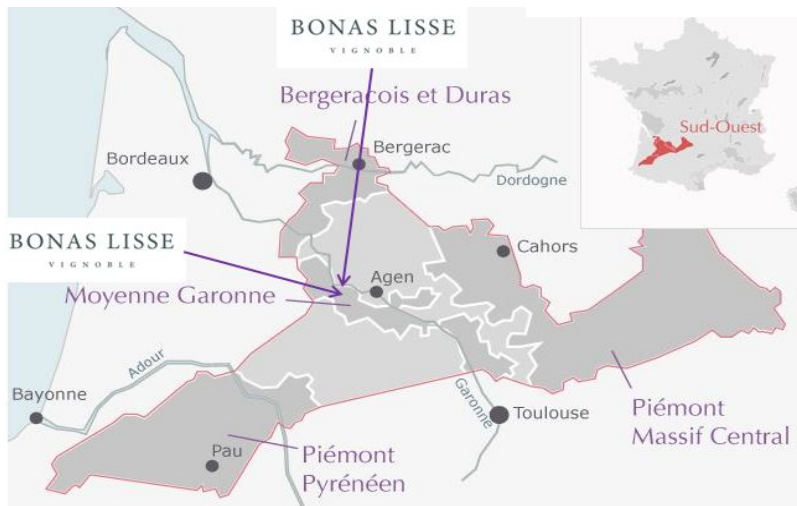 BONAS LISSE
VIGNOBLE
Bergeracois et Duras
Sud-Ouest
Bordeaux
Bergerac
Dordogne
BONAS LISSE
VIGNOBLE
Cahors
Agen
Moyenne Garonne
Adour
Garonne
Bayonne
Toulouse
Piémont
Massif Central
Pau
Piémont
Pyrénéen